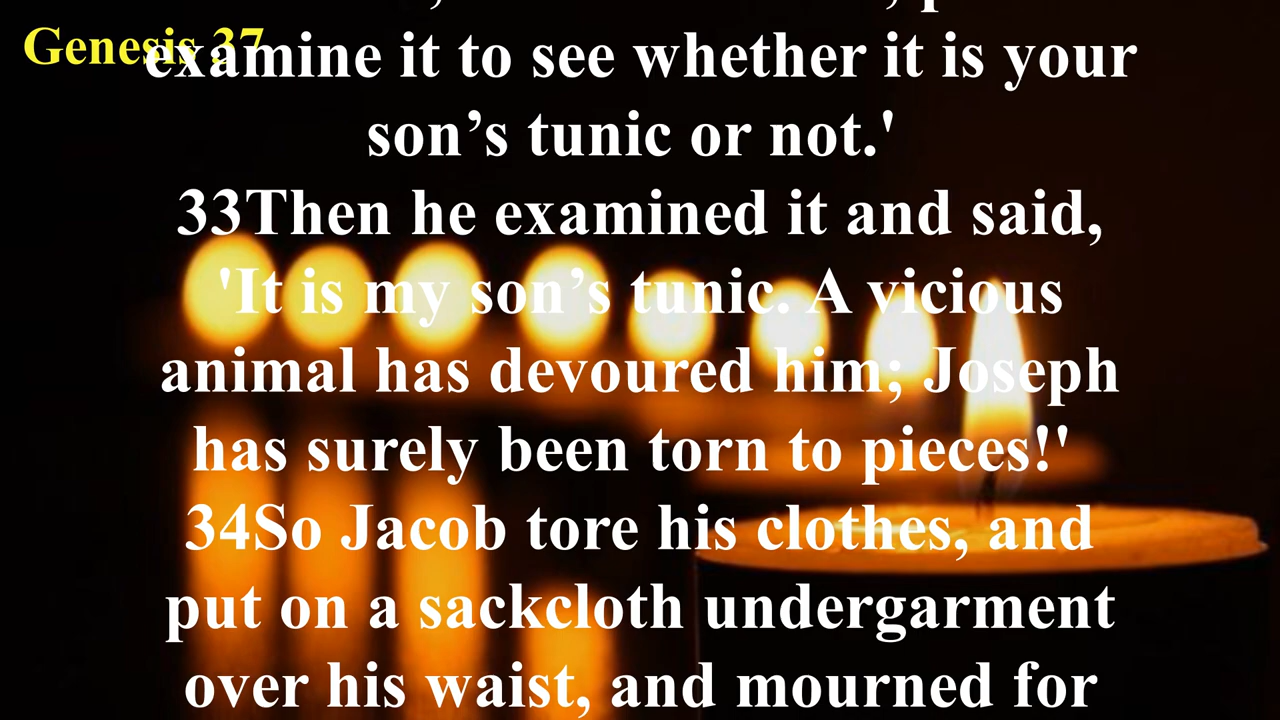 Genesis 37
examine it to see whether it is your
son’s tunic or not.'
33Then he examined it and said,
'It is my son’s tunic. A vicious
animal has devoured him; Joseph
has surely been torn to pieces!'
34So Jacob tore his clothes, and
put on a sackcloth undergarment
over his waist, and mourned for